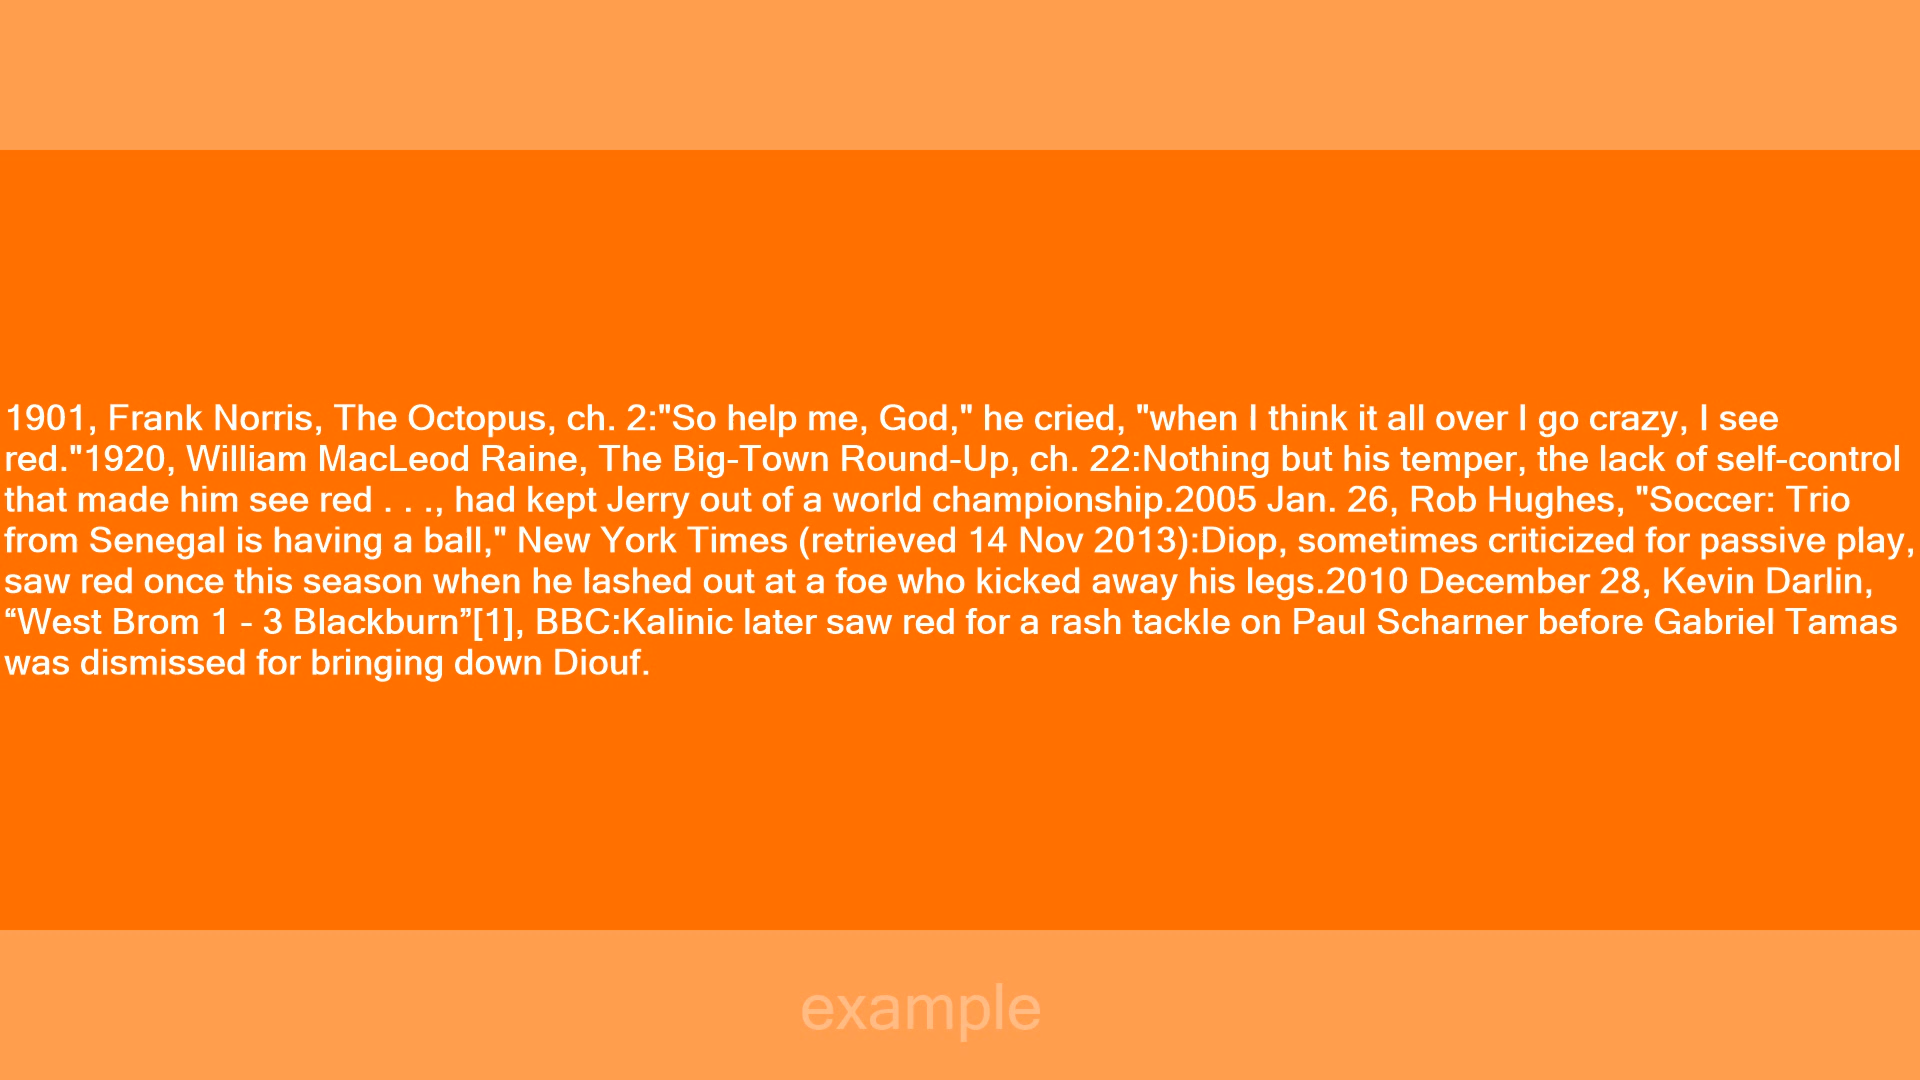 1901, Frank Norris, The Octopus, ch. 2:"So help me, God," he cried, "when I think it all over I go crazy, I see
red."1920, William MacLeod Raine, The Big-Town Round-Up, ch. 22:Nothing but his temper, the lack of self-control
that made him see red . . ., had kept Jerry out of a world championship.2005 Jan. 26, Rob Hughes, "Soccer: Trio
from Senegal is having a ball," New York Times (retrieved 14 Nov 2013):Diop, sometimes criticized for passive play,
saw red once this season when he lashed out at a foe who kicked away his legs.2010 December 28, Kevin Darlin,
“West Brom 1 - 3 Blackburn”[1], BBC:Kalinic later saw red for a rash tackle on Paul Scharner before Gabriel Tamas
was dismissed for bringing down Diouf.
example